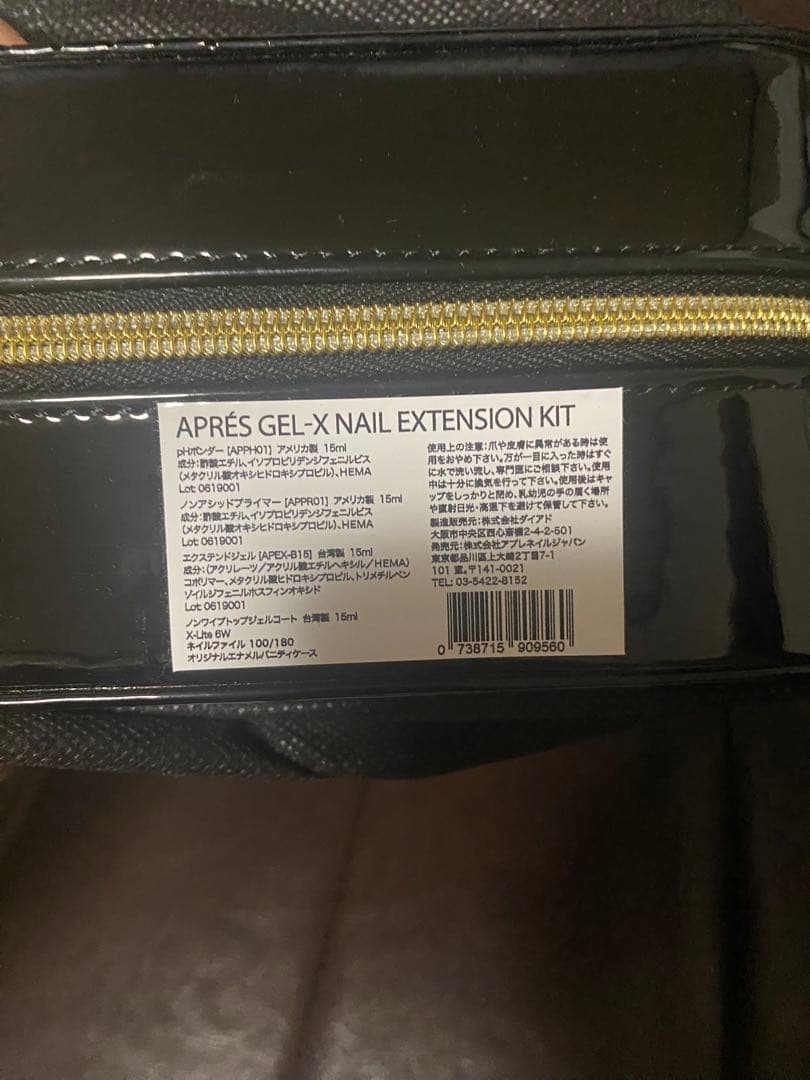 APRÉS GEL-X NAIL EXTENSION KIT
pHボンダー [APPH01] アメリカ製 15ml
成分：酢酸エチル、イソプロピリデンジフェニルビス
（メタクリル酸オキシヒドロキシプロピル）、HEMA
Lot 0619001
ノンアシッドプライマー [APPR01] アメリカ製 15ml
成分：酢酸エチル、イソプロピリデンジフェニルビス
（メタクリル酸オキシヒドロキシプロピル）、HEMA
Lot 0619001
エクステンドジェル [APEX-B15] 台湾製 15ml
成分：（アクリレーツ／アクリル酸エチルヘキシル／HEMA）
コポリマー、メタクリル酸ヒドロキシプロピル、トリメチルベン
ゾイルジフェニルホスフィンオキシド
Lot 0619001
ノンワイプトップジェルコート 台湾製 15ml
X-Lite 6W
ネイルファイル 100/180
オリジナルエナメルバニティケース
使用上の注意：爪や皮膚に異常がある時は使
用をおやめ下さい。万が一目に入った時はすぐ
に水で洗い流し、専門医にご相談下さい。使用
中は十分に換気を行って下さい。使用後はキャ
ップをしっかりと閉め、乳幼児の手の届く場所
や直射日光・高温下を避けて保管して下さい。
製造販売元：株式会社ダイアド
大阪市中央区西心斎橋2-4-2-501
発売元：株式会社アプレネイルジャパン
東京都品川区上大崎2丁目7-1
101 室。〒141-0021
TEL: 03-5422-8152
0 738715 909560